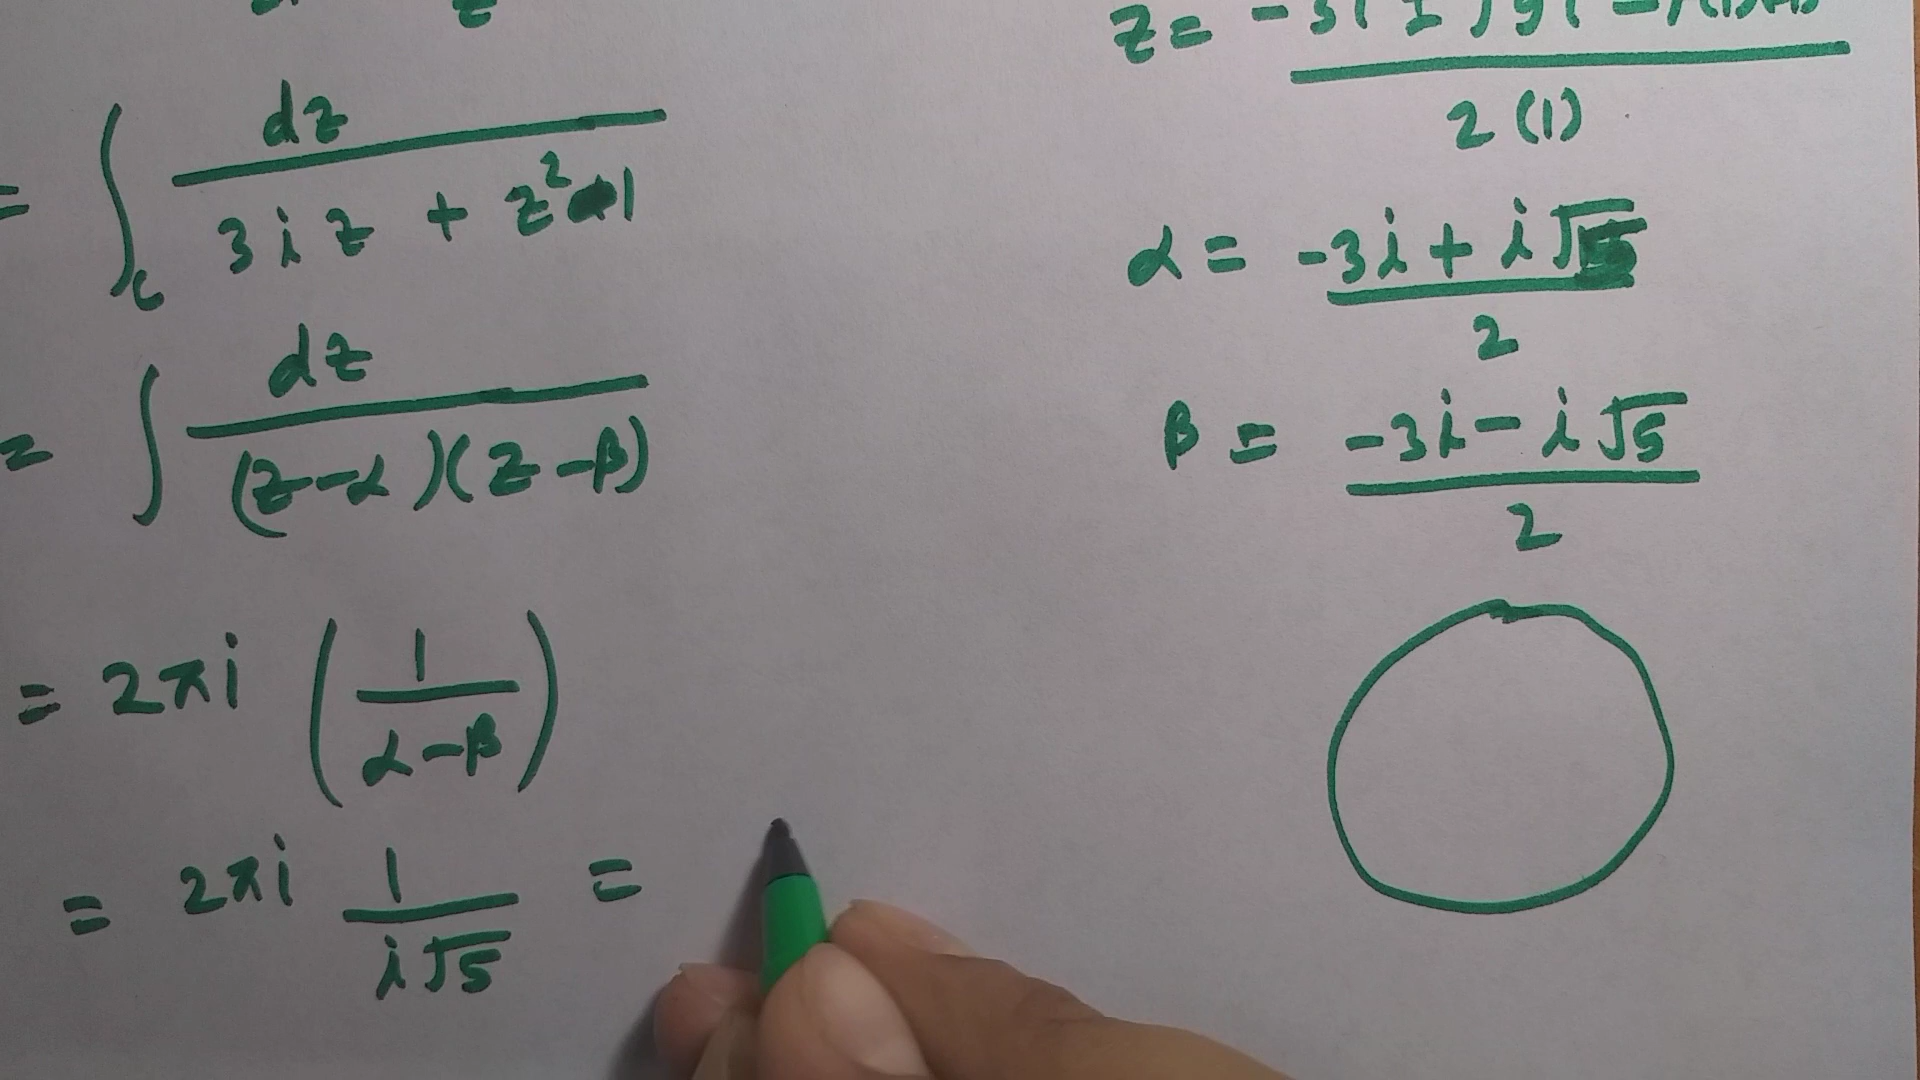 = ∫_c dz / (3iz + z² - 1)
= ∫ dz / ((z-α)(z-β))
= 2πi (1 / (α-β))
= 2πi 1 / (i√5) =
z =
2(1)
α = (-3i + i√5) / 2
β = (-3i - i√5) / 2